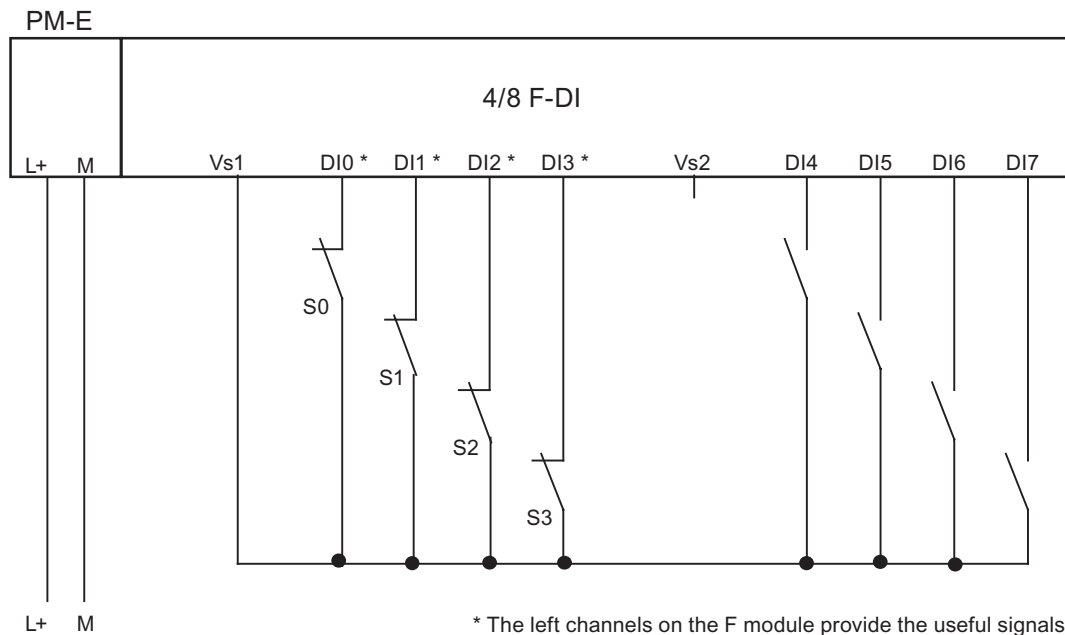 PM-E
4/8 F-DI
L+ M Vs1 DI0 * DI1 * DI2 * DI3 * Vs2 DI4 DI5 DI6 DI7
S0
S1
S2
S3
L+ M * The left channels on the F module provide the useful signals